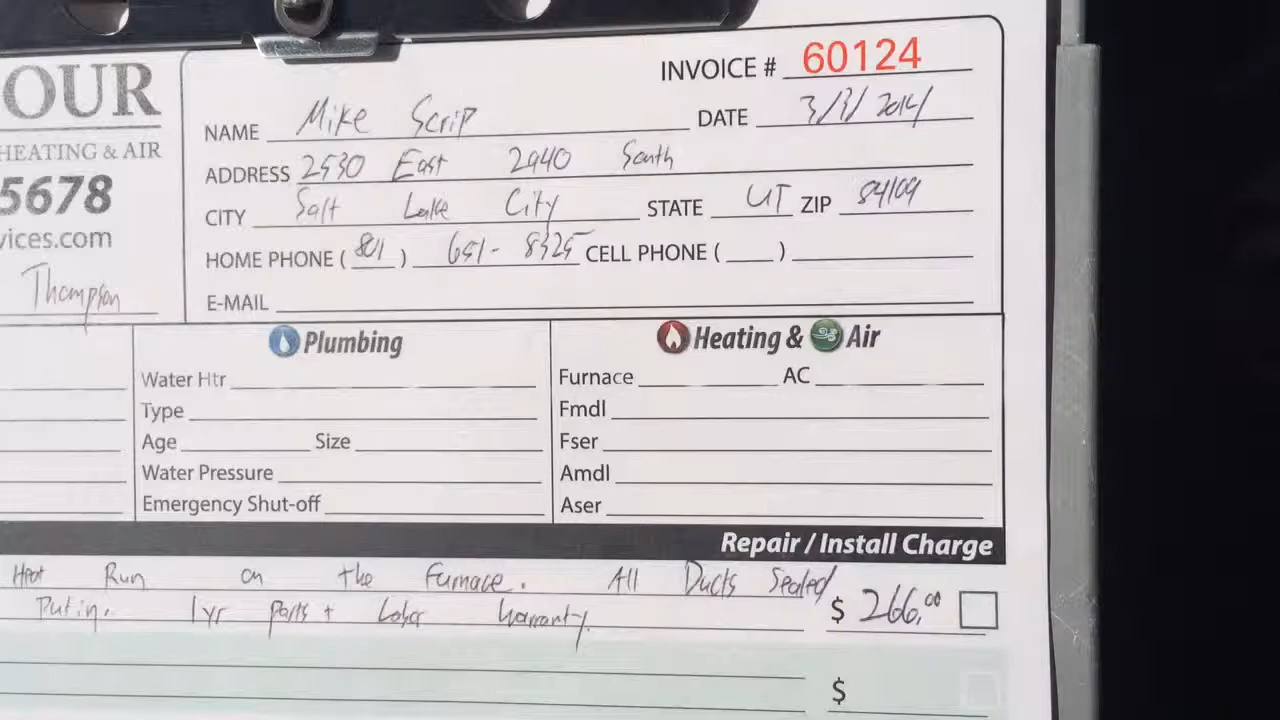 OUR
HEATING & AIR
5678
vices.com
Thompson
INVOICE # 60124
NAME Mike Scrip DATE 3/3/2014
ADDRESS 2530 East 2940 South
CITY Salt Lake City STATE UT ZIP 84109
HOME PHONE (801) 651-8325 CELL PHONE ( )
E-MAIL
Plumbing
Water Htr
Type
Age Size
Water Pressure
Emergency Shut-off
Heating & Air
Furnace AC
Fmdl
Fser
Amdl
Aser
Repair / Install Charge
Heat Run on the Furnace. All Ducts Sealed
Put in. 1yr parts + Labor Warranty. $ 266.00
$